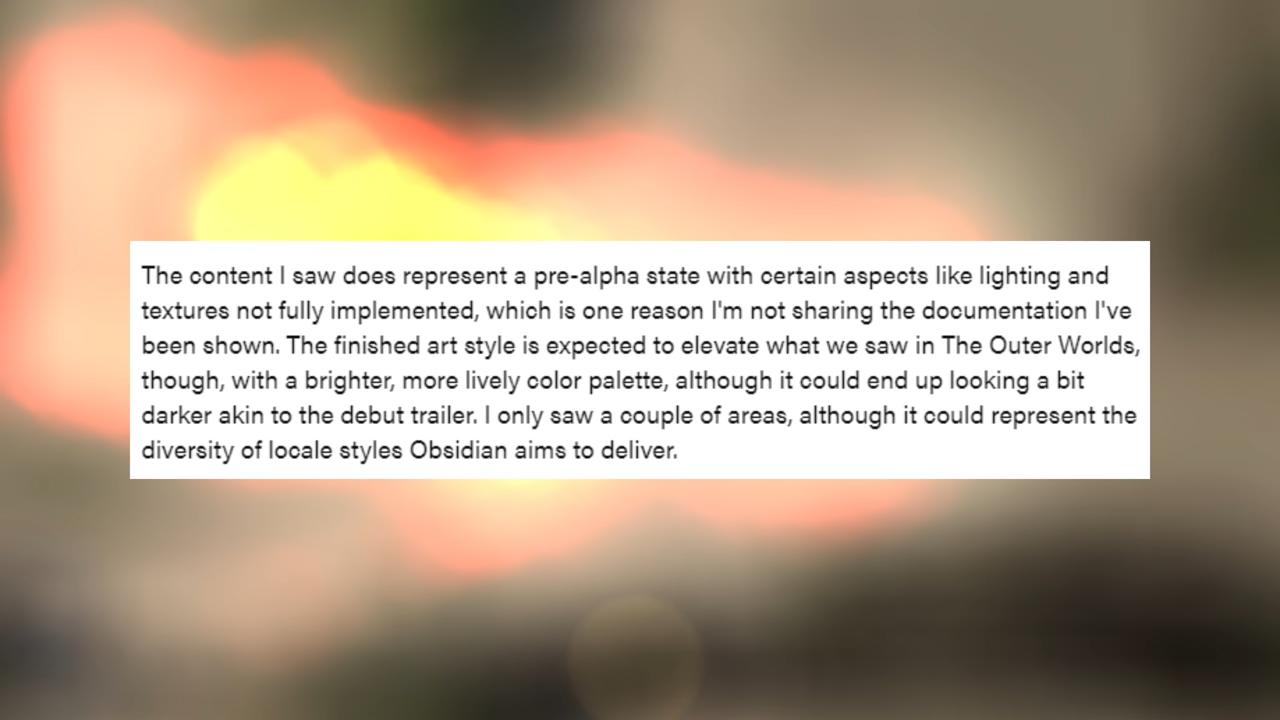 The content I saw does represent a pre-alpha state with certain aspects like lighting and
textures not fully implemented, which is one reason I'm not sharing the documentation I've
been shown. The finished art style is expected to elevate what we saw in The Outer Worlds,
though, with a brighter, more lively color palette, although it could end up looking a bit
darker akin to the debut trailer. I only saw a couple of areas, although it could represent the
diversity of locale styles Obsidian aims to deliver.